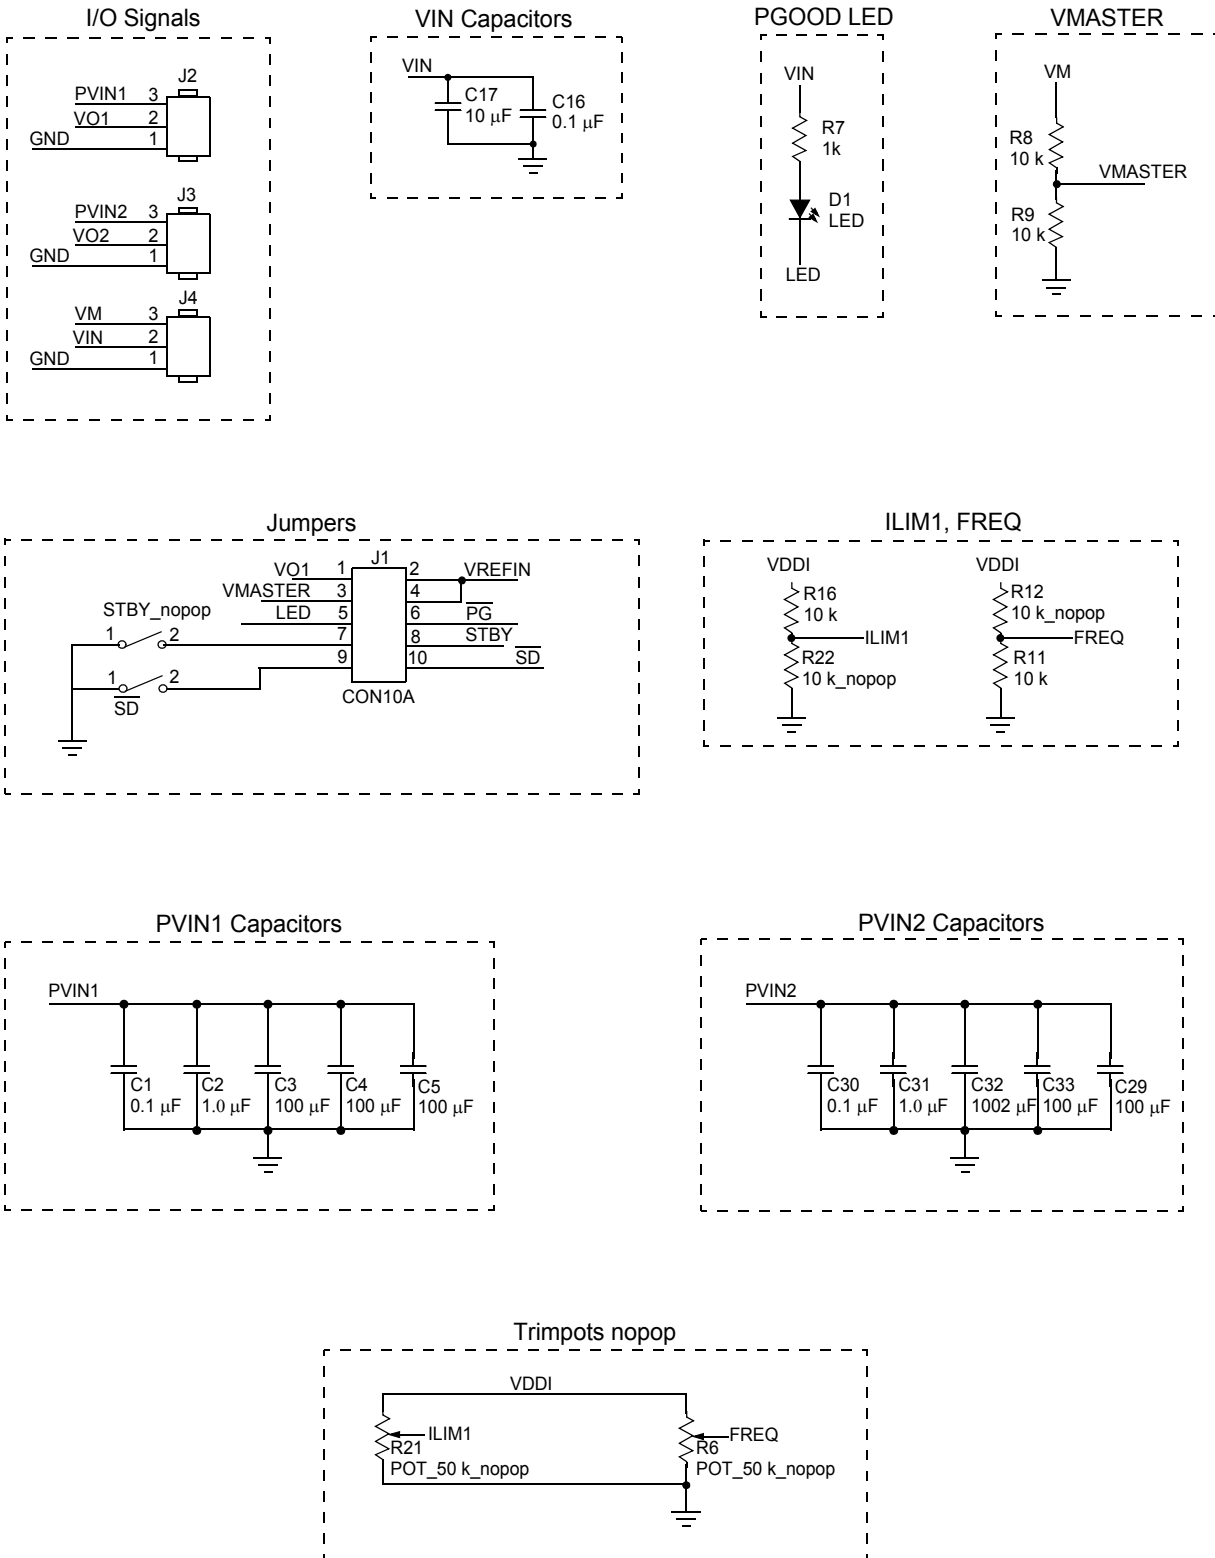 I/O Signals
J2
PVIN1 3
VO1 2
GND 1
J3
PVIN2 3
VO2 2
GND 1
J4
VM 3
VIN 2
GND 1
VIN Capacitors
VIN
C17
10 µF
C16
0.1 µF
PGOOD LED
VIN
R7
1k
D1
LED
LED
VMASTER
VM
R8
10 k
VMASTER
R9
10 k
Jumpers
J1
VO1 1 2 VREFIN
VMASTER 3 4
LED 5 6 PG
7 8 STBY
9 10 SD
CON10A
STBY_nopop
1 2
1 2
SD
ILIM1, FREQ
VDDI
R16
10 k
ILIM1
R22
10 k_nopop
VDDI
R12
10 k_nopop
FREQ
R11
10 k
PVIN1 Capacitors
PVIN1
C1 C2 C3 C4 C5
0.1 µF 1.0 µF 100 µF 100 µF 100 µF
PVIN2 Capacitors
PVIN2
C30 C31 C32 C33 C29
0.1 µF 1.0 µF 1002 µF 100 µF 100 µF
Trimpots nopop
VDDI
ILIM1
R21
POT_50 k_nopop
FREQ
R6
POT_50 k_nopop